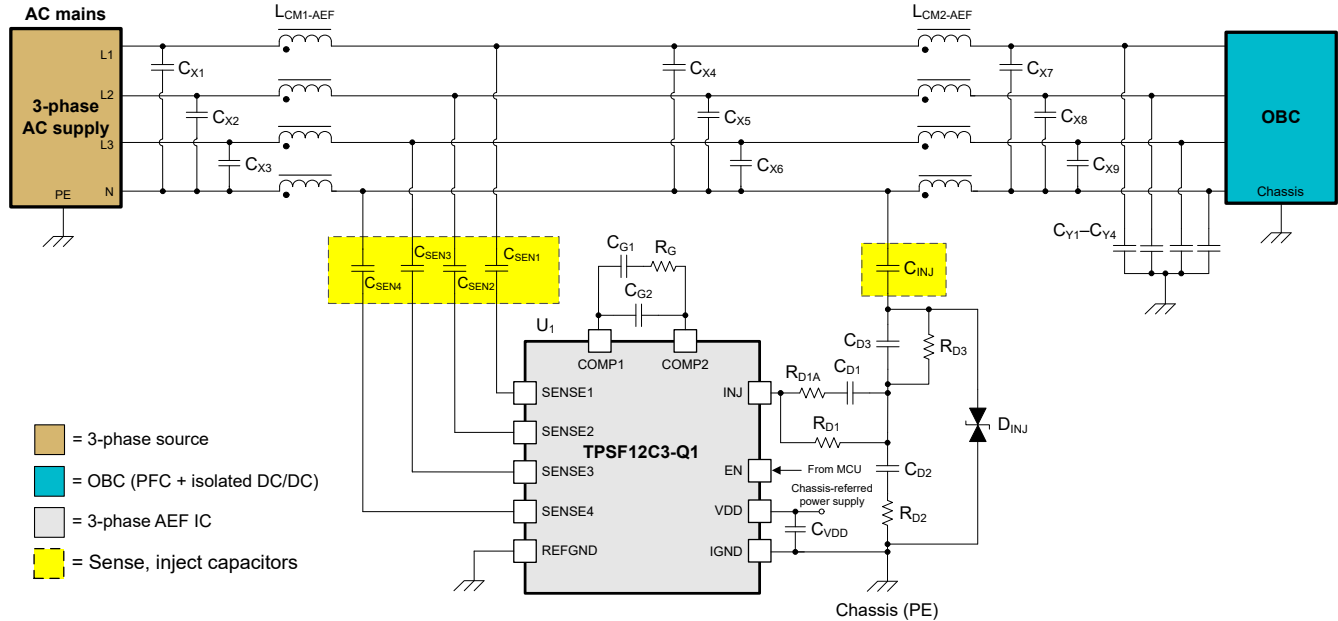 AC mains
LCM1-AEF
LCM2-AEF
L1
L2
L3
N
PE
3-phase
AC supply
CX1
CX2
CX3
CX4
CX5
CX6
CX7
CX8
CX9
OBC
Chassis
CY1–CY4
CSEN4
CSEN3
CSEN2
CSEN1
CINJ
CG1
RG
CG2
U1
COMP1
COMP2
SENSE1
SENSE2
SENSE3
SENSE4
REFGND
TPSF12C3-Q1
INJ
EN
VDD
IGND
RD1A
CD1
RD1
CD3
RD3
DINJ
From MCU
Chassis-referred
power supply
CVDD
CD2
RD2
Chassis (PE)
= 3-phase source
= OBC (PFC + isolated DC/DC)
= 3-phase AEF IC
= Sense, inject capacitors